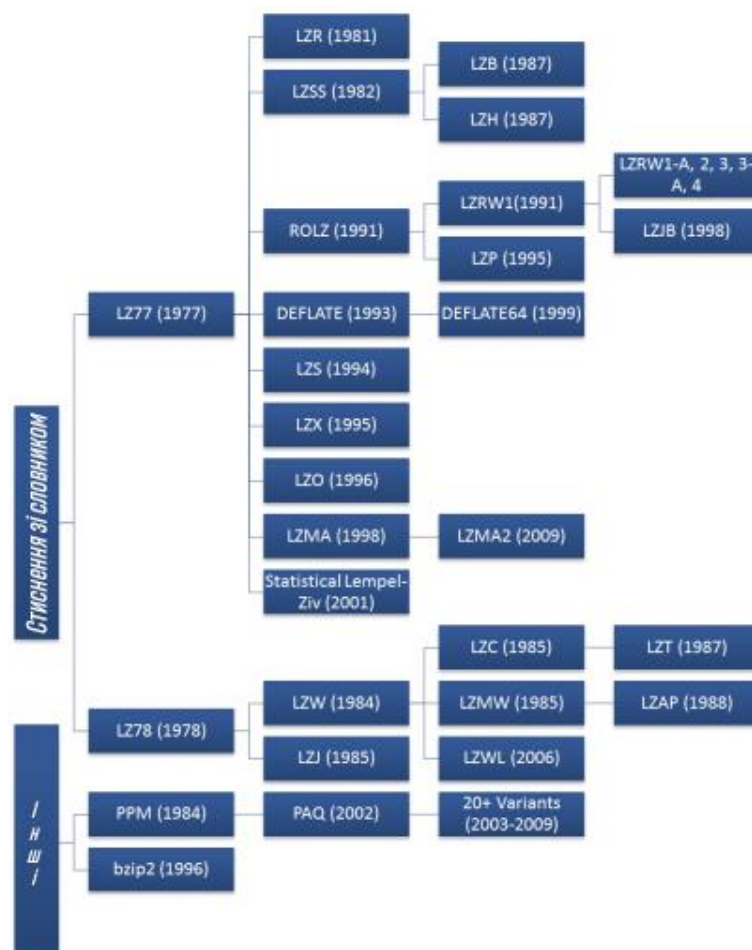 LZR (1981)
LZSS (1982)
LZB (1987)
LZH (1987)
LZRW1-A, 2, 3, 3-
A, 4
LZRW1(1991)
ROLZ (1991)
LZJB (1998)
LZP (1995)
LZ77 (1977)
DEFLATE (1993)
DEFLATE64 (1999)
LZS (1994)
LZX (1995)
LZO (1996)
LZMA (1998)
LZMA2 (2009)
Statistical Lempel-
Ziv (2001)
Стиснення зі словником
LZC (1985)
LZT (1987)
LZW (1984)
LZMW (1985)
LZAP (1988)
LZ78 (1978)
LZJ (1985)
LZWL (2006)
Інші
PPM (1984)
PAQ (2002)
20+ Variants
(2003-2009)
bzip2 (1996)